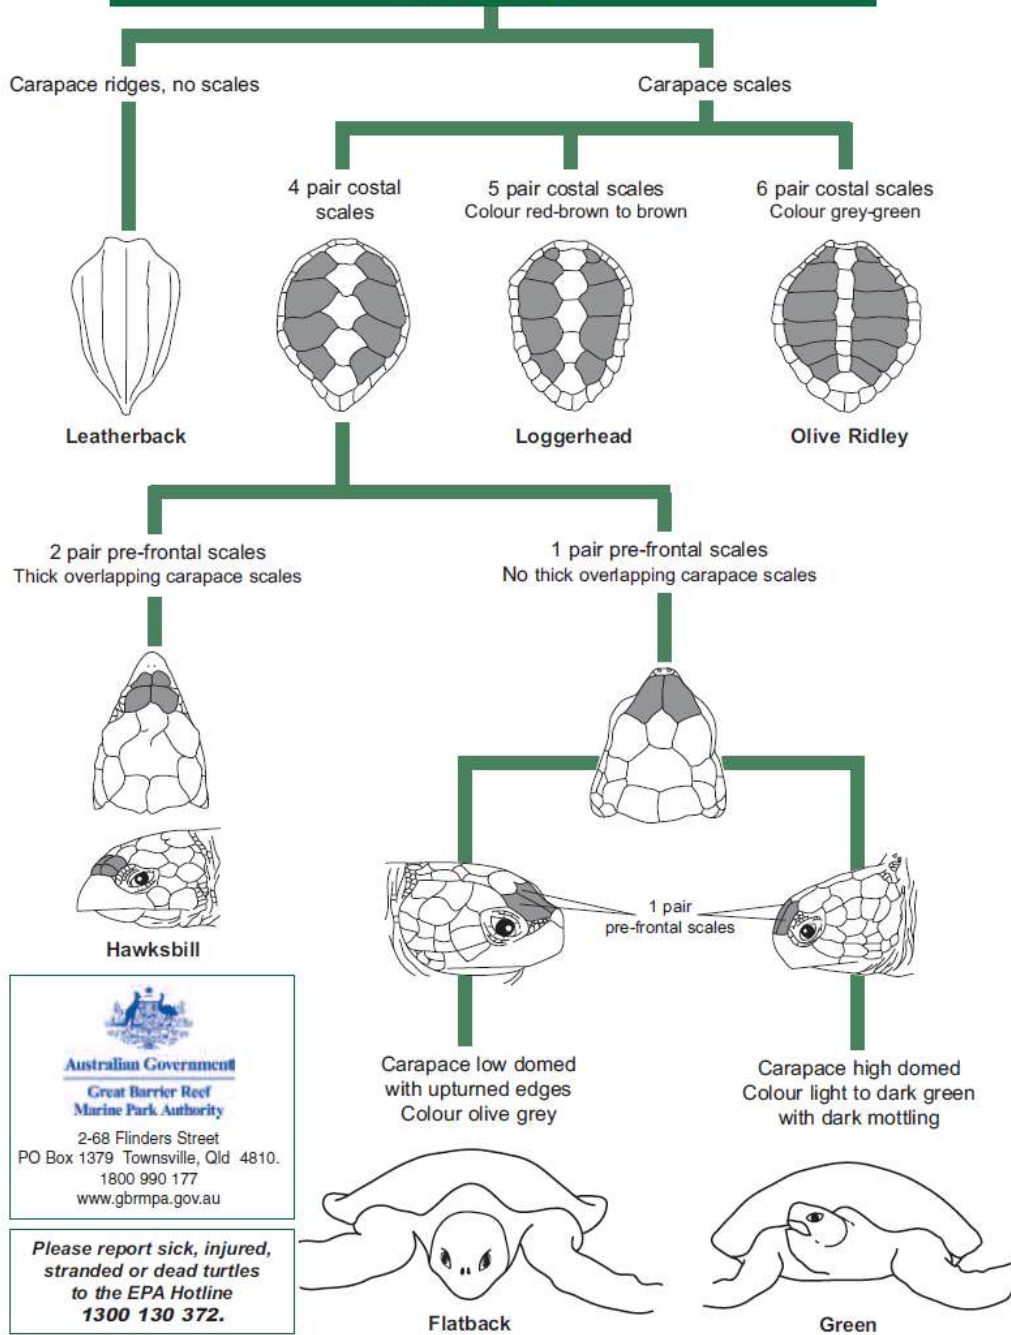 Carapace ridges, no scales
Carapace scales
4 pair costal
scales
5 pair costal scales
Colour red-brown to brown
6 pair costal scales
Colour grey-green
Leatherback
Loggerhead
Olive Ridley
2 pair pre-frontal scales
Thick overlapping carapace scales
1 pair pre-frontal scales
No thick overlapping carapace scales
Hawksbill
1 pair
pre-frontal scales
Carapace low domed
with upturned edges
Colour olive grey
Carapace high domed
Colour light to dark green
with dark mottling
Flatback
Green
Australian Government
Great Barrier Reef
Marine Park Authority
2-68 Flinders Street
PO Box 1379 Townsville, Qld 4810.
1800 990 177
www.gbrmpa.gov.au
Please report sick, injured,
stranded or dead turtles
to the EPA Hotline
1300 130 372.